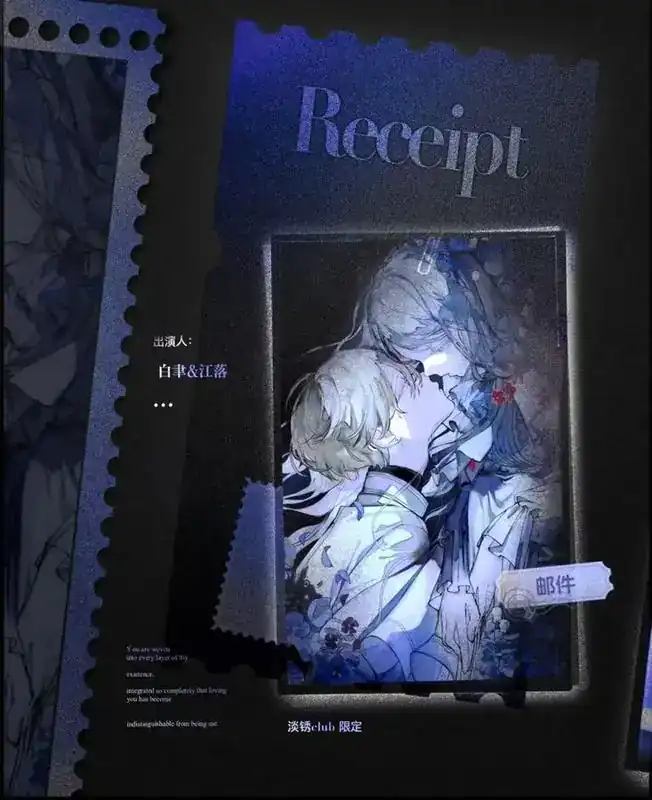 Receipt
出演人:
白聿&江落
...
邮件
You are woven
into every layer of my
existence,
integrated so completely that loving
you has become
indistinguishable from being me
淡锈club 限定